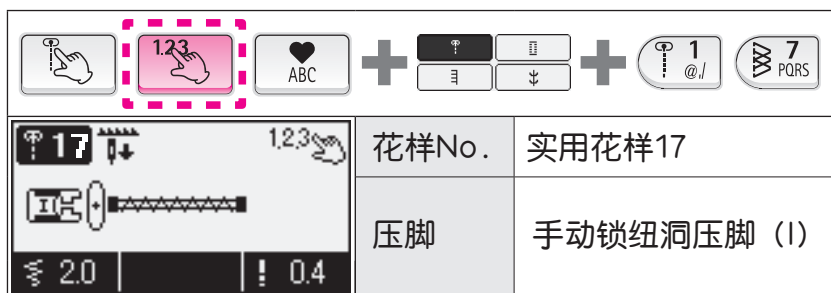 1.2.3
ABC
1
@./
7
PQRS
17
1.2.3
I
2.0
! 0.4
花样No.
实用花样17
压脚
手动锁纽洞压脚（I）